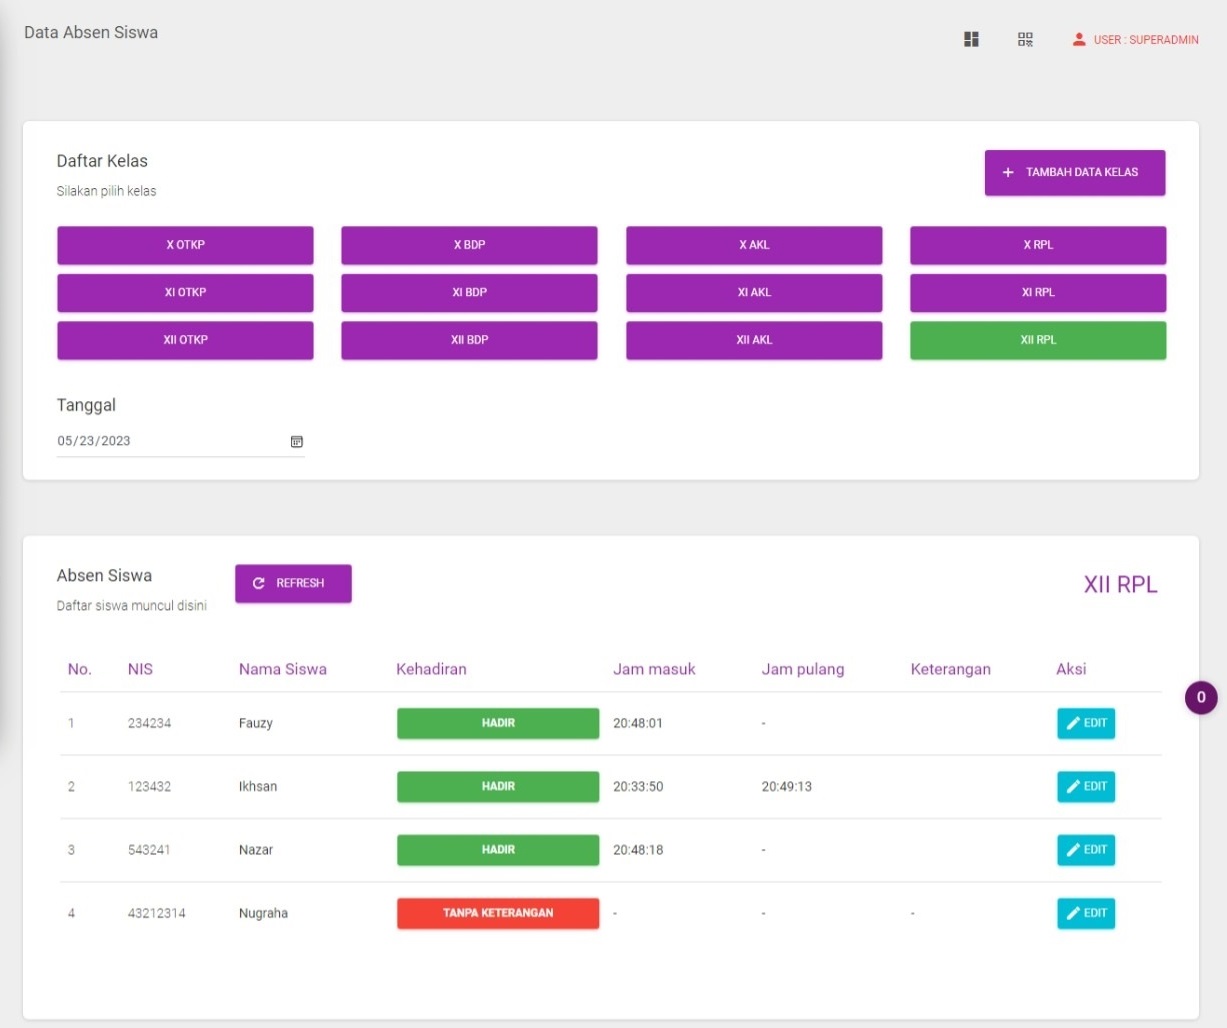 Data Absen Siswa
USER : SUPERADMIN
Daftar Kelas
Silakan pilih kelas
+ TAMBAH DATA KELAS
X OTKP X BDP X AKL X RPL
XI OTKP XI BDP XI AKL XI RPL
XII OTKP XII BDP XII AKL XII RPL
Tanggal
05/23/2023
Absen Siswa
Daftar siswa muncul disini
REFRESH
XII RPL
No. NIS Nama Siswa Kehadiran Jam masuk Jam pulang Keterangan Aksi
0
1 234234 Fauzy HADIR 20:48:01 - EDIT
2 123432 Ikhsan HADIR 20:33:50 20:49:13 EDIT
3 543241 Nazar HADIR 20:48:18 - EDIT
4 43212314 Nugraha TANPA KETERANGAN - - - EDIT